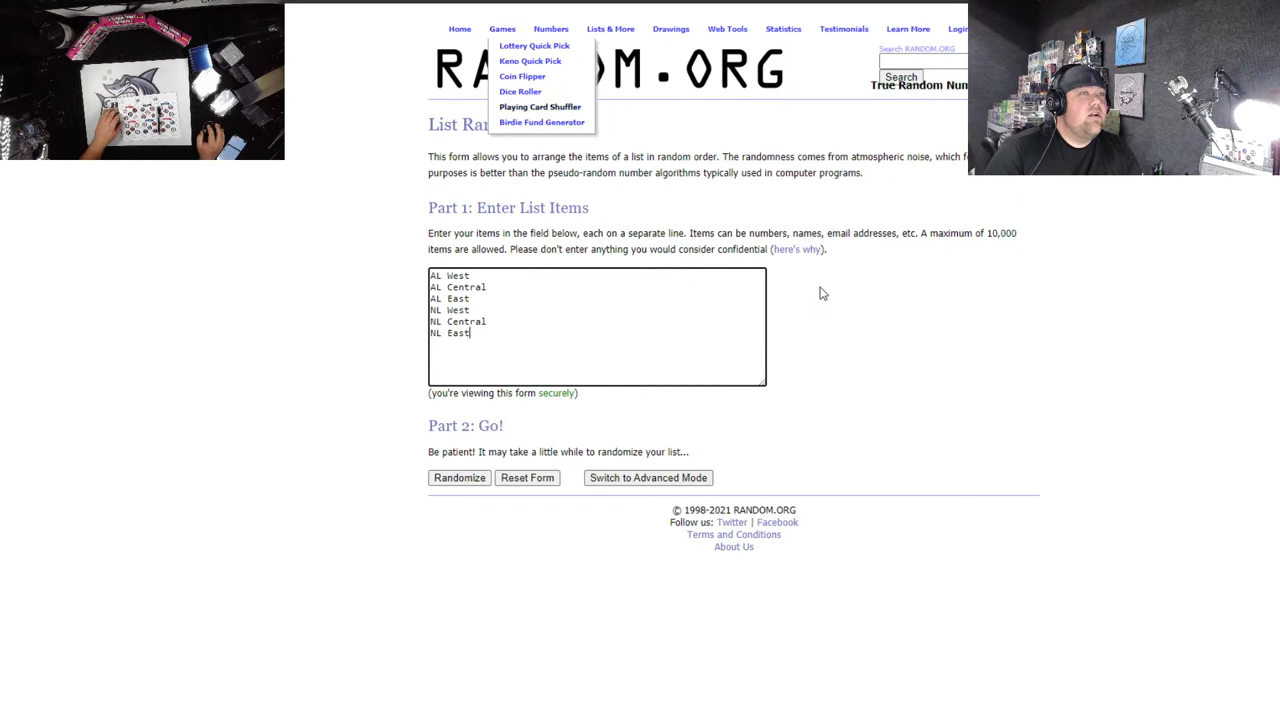 Home Games Numbers Lists & More Drawings Web Tools Statistics Testimonials Learn More Login
Lottery Quick Pick
Keno Quick Pick
Coin Flipper
Dice Roller
Playing Card Shuffler
Birdie Fund Generator
Search RANDOM.ORG
Search
True Random Num
List Ra
This form allows you to arrange the items of a list in random order. The randomness comes from atmospheric noise, which f
purposes is better than the pseudo-random number algorithms typically used in computer programs.
Part 1: Enter List Items
Enter your items in the field below, each on a separate line. Items can be numbers, names, email addresses, etc. A maximum of 10,000
items are allowed. Please don't enter anything you would consider confidential (here's why).
AL West
AL Central
AL East
NL West
NL Central
NL East
(you're viewing this form securely)
Part 2: Go!
Be patient! It may take a little while to randomize your list...
Randomize Reset Form Switch to Advanced Mode
© 1998-2021 RANDOM.ORG
Follow us: Twitter | Facebook
Terms and Conditions
About Us